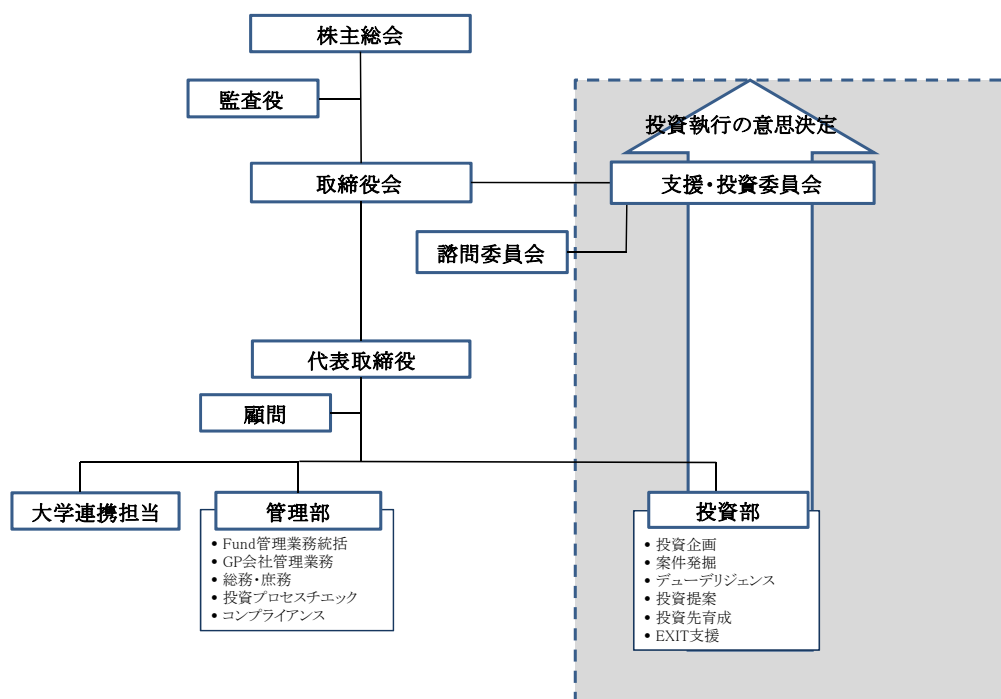 株主総会
監査役
投資執行の意思決定
取締役会
支援・投資委員会
諮問委員会
代表取締役
顧問
大学連携担当
管理部
• Fund管理業務統括
• GP会社管理業務
• 総務・庶務
• 投資プロセスチエック
• コンプライアンス
投資部
• 投資企画
• 案件発掘
• デューデリジェンス
• 投資提案
• 投資先育成
• EXIT支援